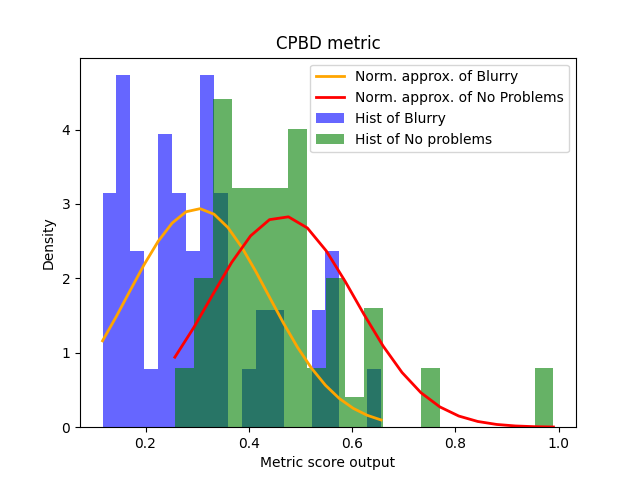 CPBD metric
Norm. approx. of Blurry
Norm. approx. of No Problems
Hist of Blurry
Hist of No problems
Density
4
3
2
1
0
0.2 0.4 0.6 0.8 1.0
Metric score output